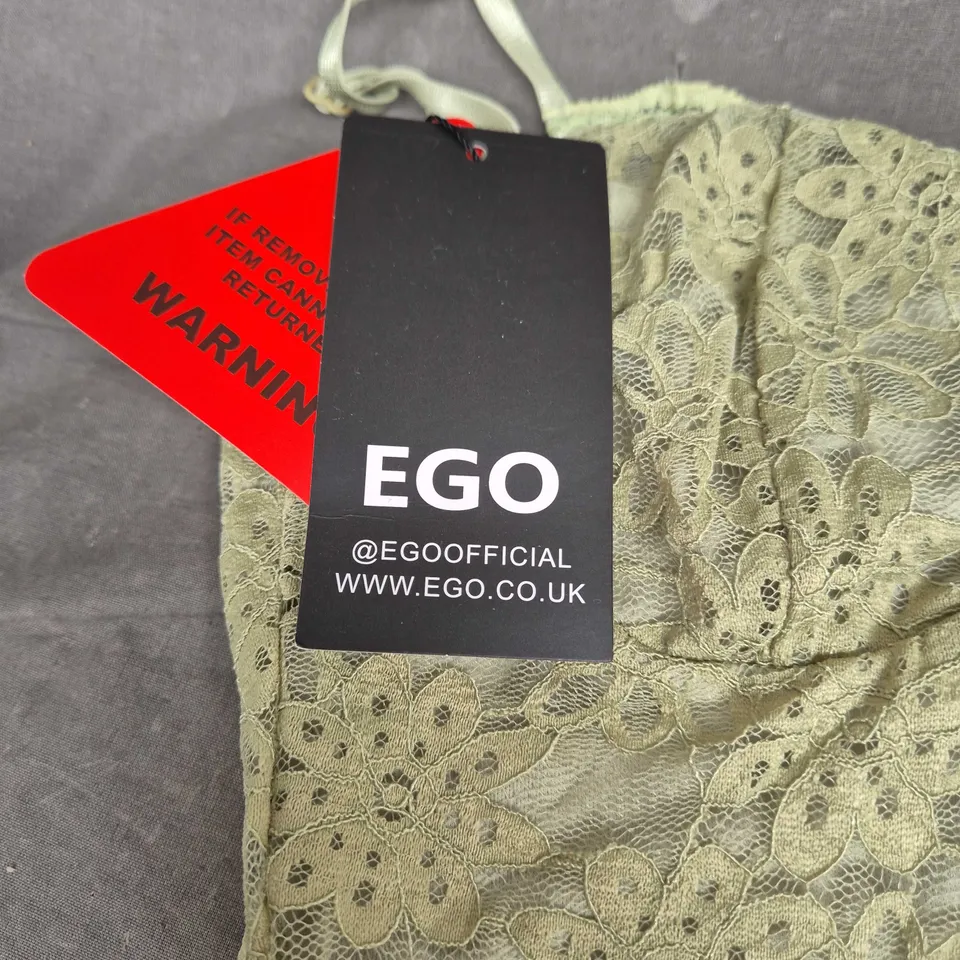 IF REMOV
ITEM CANN
RETURNE
WARNIN
EGO
@EGOOFFICIAL
WWW.EGO.CO.UK